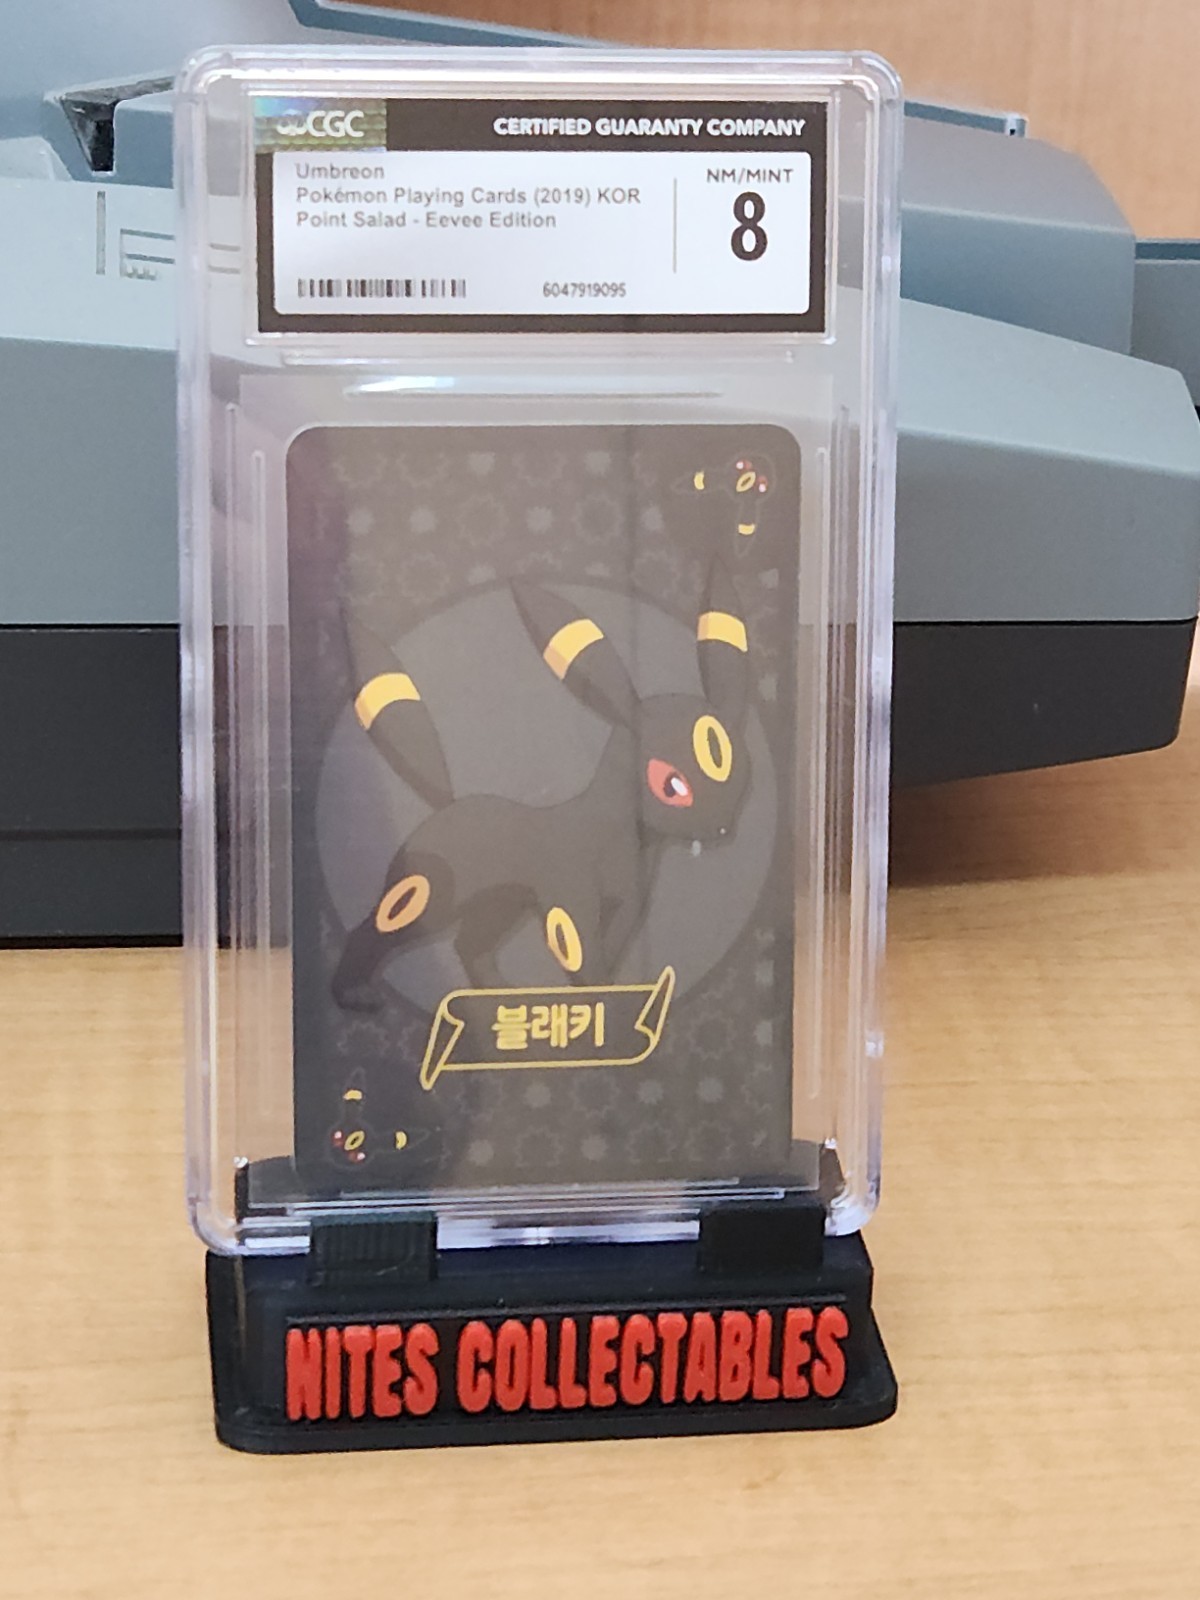 CGC
CERTIFIED GUARANTY COMPANY
Umbreon
Pokémon Playing Cards (2019) KOR
Point Salad - Eevee Edition
NM/MINT
8
6047919095
블래키
NITES COLLECTABLES